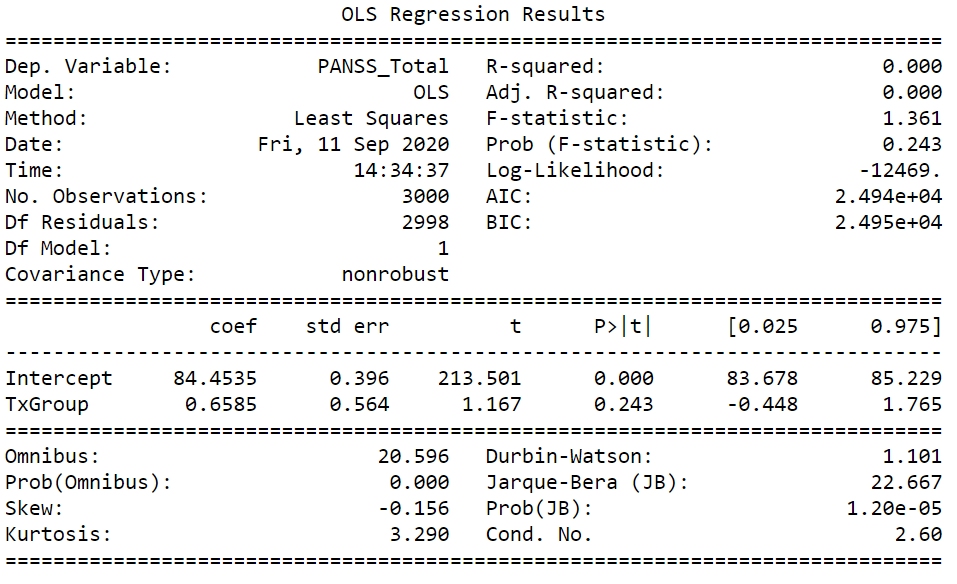 OLS Regression Results
==============================================================================
Dep. Variable:            PANSS_Total   R-squared:                       0.000
Model:                            OLS   Adj. R-squared:                  0.000
Method:                 Least Squares   F-statistic:                     1.361
Date:                Fri, 11 Sep 2020   Prob (F-statistic):              0.243
Time:                        14:34:37   Log-Likelihood:                -12469.
No. Observations:                3000   AIC:                         2.494e+04
Df Residuals:                    2998   BIC:                         2.495e+04
Df Model:                           1
Covariance Type:            nonrobust
==============================================================================
                 coef    std err          t      P>|t|      [0.025      0.975]
------------------------------------------------------------------------------
Intercept     84.4535      0.396    213.501      0.000      83.678      85.229
TxGroup        0.6585      0.564      1.167      0.243      -0.448       1.765
==============================================================================
Omnibus:                       20.596   Durbin-Watson:                   1.101
Prob(Omnibus):                  0.000   Jarque-Bera (JB):               22.667
Skew:                          -0.156   Prob(JB):                     1.20e-05
Kurtosis:                       3.290   Cond. No.                         2.60
==============================================================================